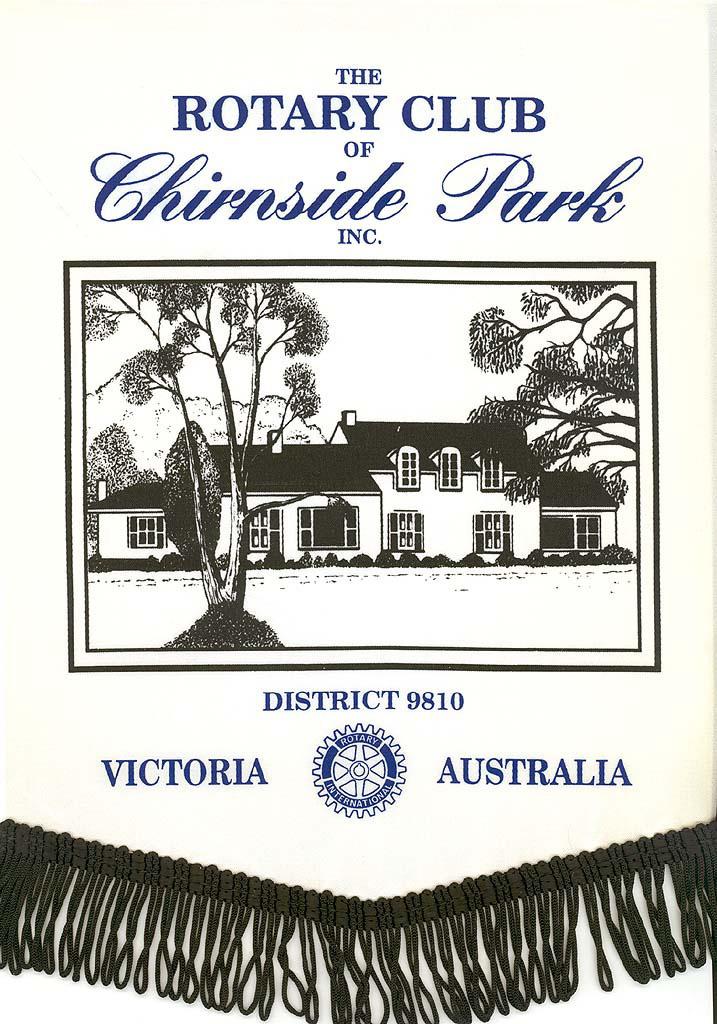 THE
ROTARY CLUB
OF
Chirnside Park
INC.
DISTRICT 9810
VICTORIA
ROTARY
INTERNATIONAL
AUSTRALIA